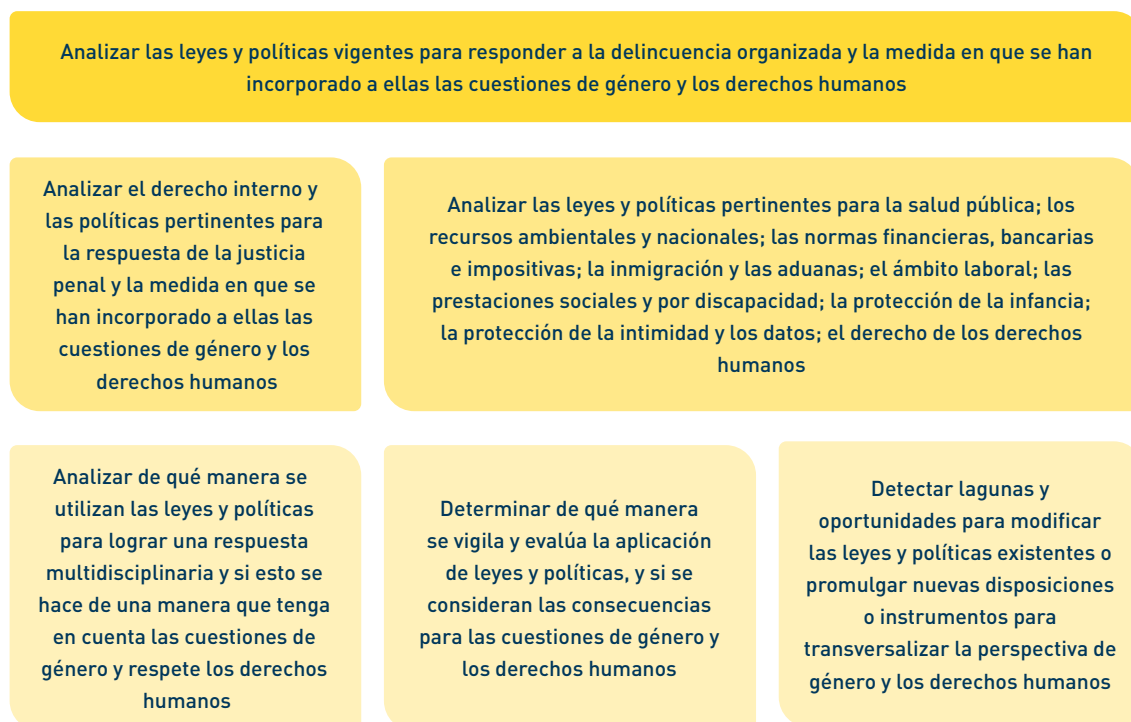 Analizar las leyes y políticas vigentes para responder a la delincuencia organizada y la medida en que se han
incorporado a ellas las cuestiones de género y los derechos humanos
Analizar el derecho interno y
las políticas pertinentes para
la respuesta de la justicia
penal y la medida en que se
han incorporado a ellas las
cuestiones de género y los
derechos humanos
Analizar las leyes y políticas pertinentes para la salud pública; los
recursos ambientales y nacionales; las normas financieras, bancarias
e impositivas; la inmigración y las aduanas; el ámbito laboral; las
prestaciones sociales y por discapacidad; la protección de la infancia;
la protección de la intimidad y los datos; el derecho de los derechos
humanos
Analizar de qué manera se
utilizan las leyes y políticas
para lograr una respuesta
multidisciplinaria y si esto se
hace de una manera que tenga
en cuenta las cuestiones de
género y respete los derechos
humanos
Determinar de qué manera
se vigila y evalúa la aplicación
de leyes y políticas, y si se
consideran las consecuencias
para las cuestiones de género y
los derechos humanos
Detectar lagunas y
oportunidades para modificar
las leyes y políticas existentes o
promulgar nuevas disposiciones
o instrumentos para
transversalizar la perspectiva de
género y los derechos humanos